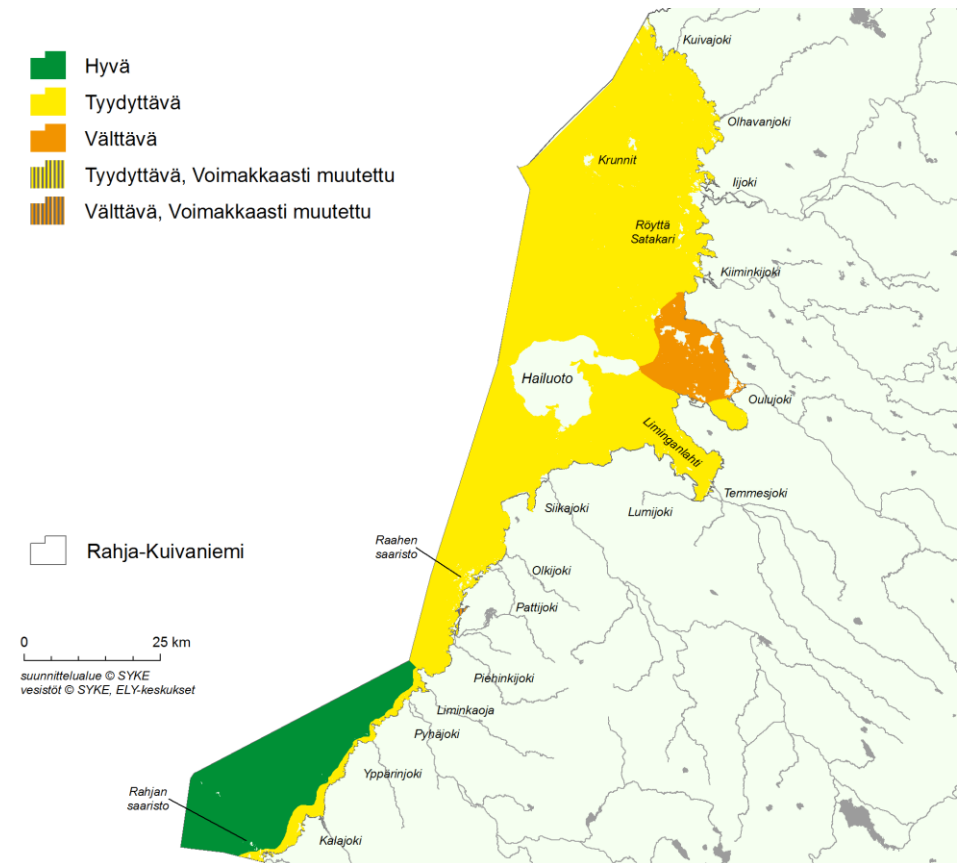 Hyvä
Tyydyttävä
Välttävä
Tyydyttävä, Voimakkaasti muutettu
Välttävä, Voimakkaasti muutettu
Kuivajoki
Olhavanjoki
Krunnit
Iijoki
Röyttä
Satakari
Kiiminkijoki
Hailuoto
Oulujoki
Liminganlahti
Temmesjoki
Siikajoki
Lumijoki
Raahen
saaristo
Rahja-Kuivaniemi
Olkijoki
Pattijoki
0 25 km
suunnittelualue © SYKE
vesistöt © SYKE, ELY-keskukset
Piehinkijoki
Liminkaoja
Pyhäjoki
Yppärinjoki
Rahjan
saaristo
Kalajoki